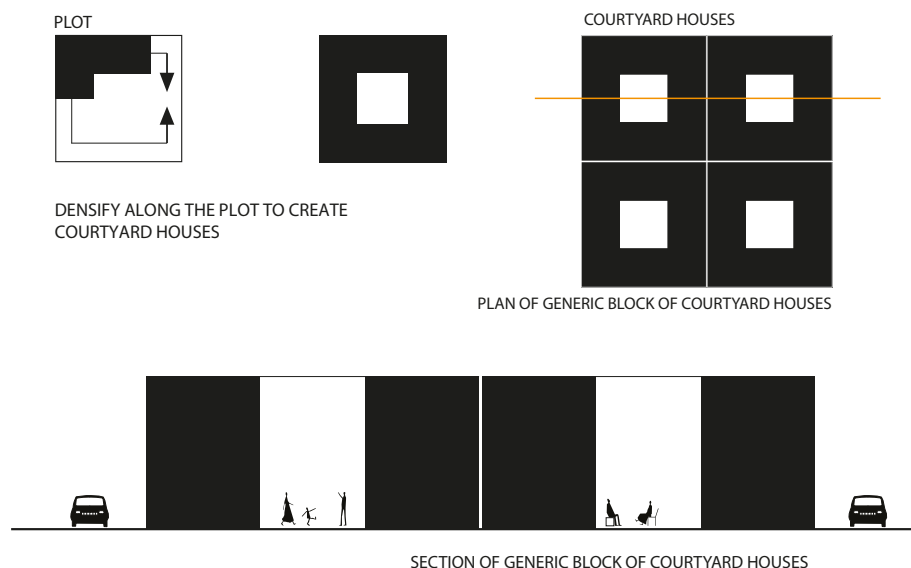 PLOT
COURTYARD HOUSES
DENSIFY ALONG THE PLOT TO CREATE
COURTYARD HOUSES
PLAN OF GENERIC BLOCK OF COURTYARD HOUSES
SECTION OF GENERIC BLOCK OF COURTYARD HOUSES